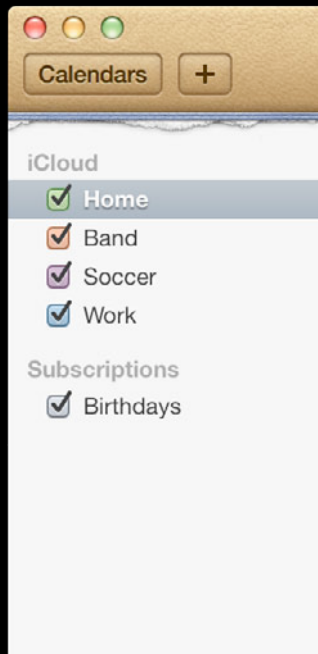 Calendars +
iCloud
Home
Band
Soccer
Work
Subscriptions
Birthdays